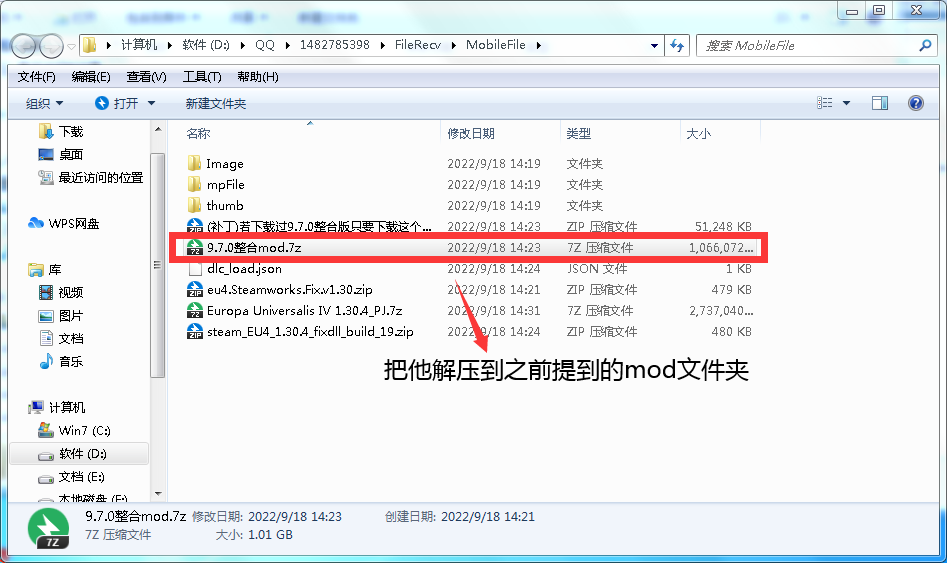 计算机 软件 (D:) QQ 1482785398 FileRecv MobileFile 搜索 MobileFile
文件(F) 编辑(E) 查看(V) 工具(T) 帮助(H)
组织 打开 新建文件夹
下载
桌面
最近访问的位置
WPS网盘
库
视频
图片
文档
音乐
计算机
Win7 (C:)
软件 (D:)
文档 (E:)
本地磁盘 (F:)
名称 修改日期 类型 大小
Image 2022/9/18 14:19 文件夹
mpFile 2022/9/18 14:19 文件夹
thumb 2022/9/18 14:19 文件夹
(补丁)若下载过9.7.0整合版只要下载这个... 2022/9/18 14:23 ZIP 压缩文件 51,248 KB
9.7.0整合mod.7z 2022/9/18 14:23 7Z 压缩文件 1,066,072...
dlc_load.json 2022/9/18 14:24 JSON 文件 1 KB
eu4.Steamworks.Fix.v1.30.zip 2022/9/18 14:21 ZIP 压缩文件 479 KB
Europa Universalis IV 1.30.4_PJ.7z 2022/9/18 14:31 7Z 压缩文件 2,737,040...
steam_EU4_1.30.4_fixdll_build_19.zip 2022/9/18 14:24 ZIP 压缩文件 480 KB
把他解压到之前提到的mod文件夹
9.7.0整合mod.7z 修改日期: 2022/9/18 14:23 创建日期: 2022/9/18 14:21
7Z 压缩文件 大小: 1.01 GB
7Z